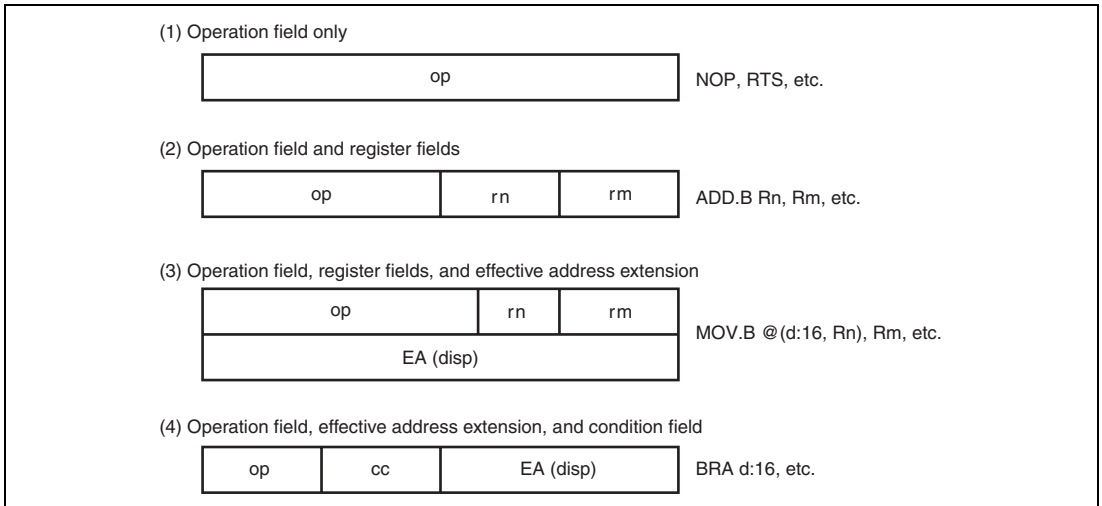 (1) Operation field only
op
NOP, RTS, etc.
(2) Operation field and register fields
op rn rm
ADD.B Rn, Rm, etc.
(3) Operation field, register fields, and effective address extension
op rn rm
EA (disp)
MOV.B @(d:16, Rn), Rm, etc.
(4) Operation field, effective address extension, and condition field
op cc EA (disp)
BRA d:16, etc.